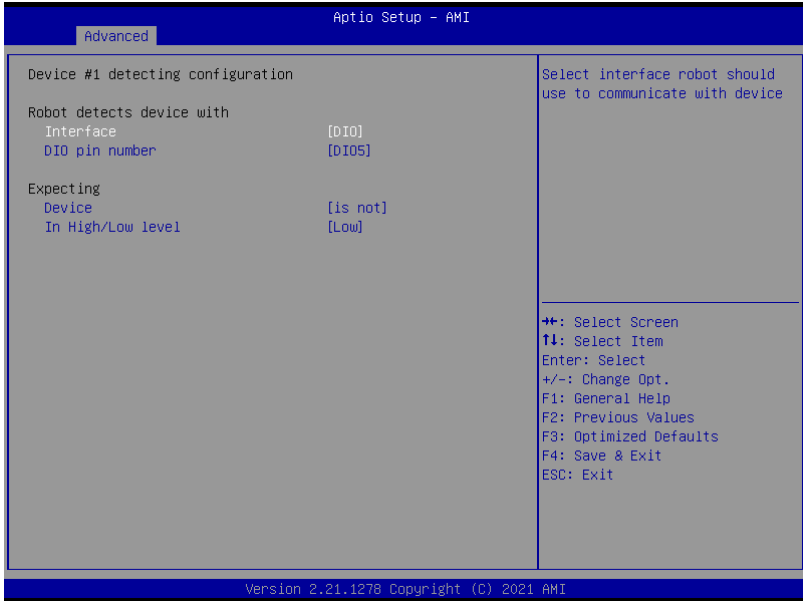 Aptio Setup – AMI
Advanced
Device #1 detecting configuration
Robot detects device with
Interface [DIO]
DIO pin number [DIO5]
Expecting
Device [is not]
In High/Low level [Low]
Select interface robot should
use to communicate with device
→←: Select Screen
↑↓: Select Item
Enter: Select
+/-: Change Opt.
F1: General Help
F2: Previous Values
F3: Optimized Defaults
F4: Save & Exit
ESC: Exit
Version 2.21.1278 Copyright (C) 2021 AMI